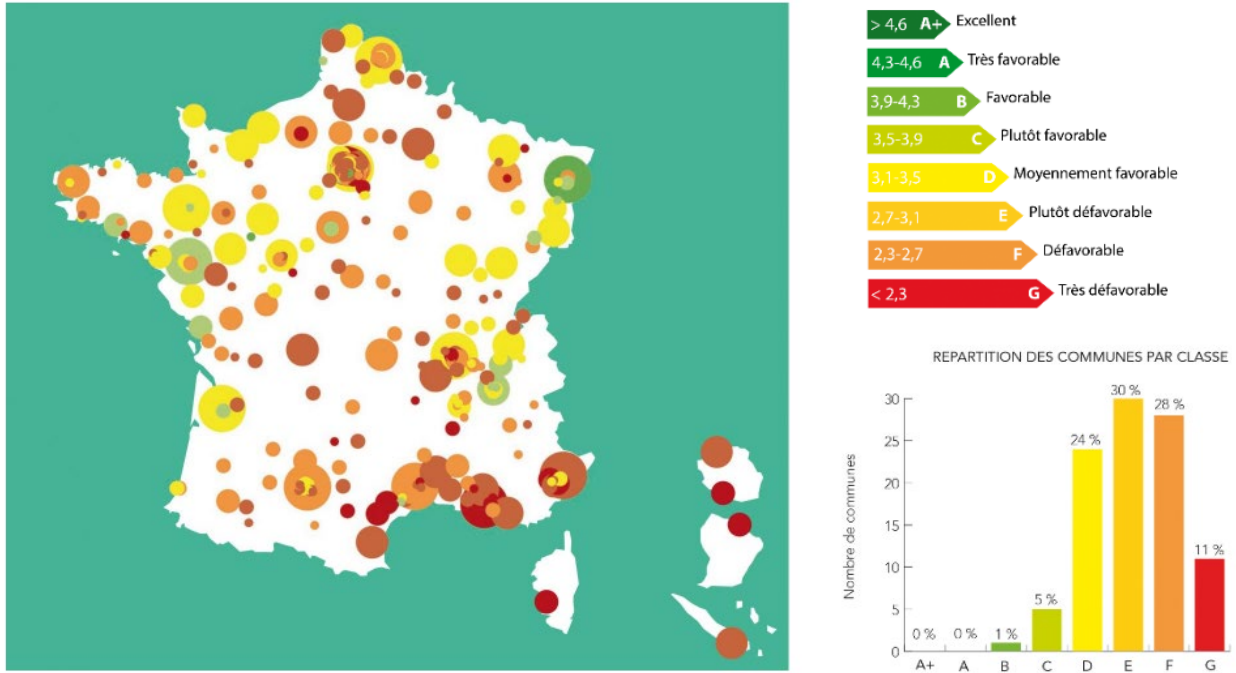 > 4,6 A+ Excellent
4,3-4,6 A Très favorable
3,9-4,3 B Favorable
3,5-3,9 C Plutôt favorable
3,1-3,5 D Moyennement favorable
2,7-3,1 E Plutôt défavorable
2,3-2,7 F Défavorable
< 2,3 G Très défavorable
REPARTITION DES COMMUNES PAR CLASSE
Nombre de communes
30
25
20
15
10
5
0
0 %
0 %
1 %
5 %
24 %
30 %
28 %
11 %
A+ A B C D E F G